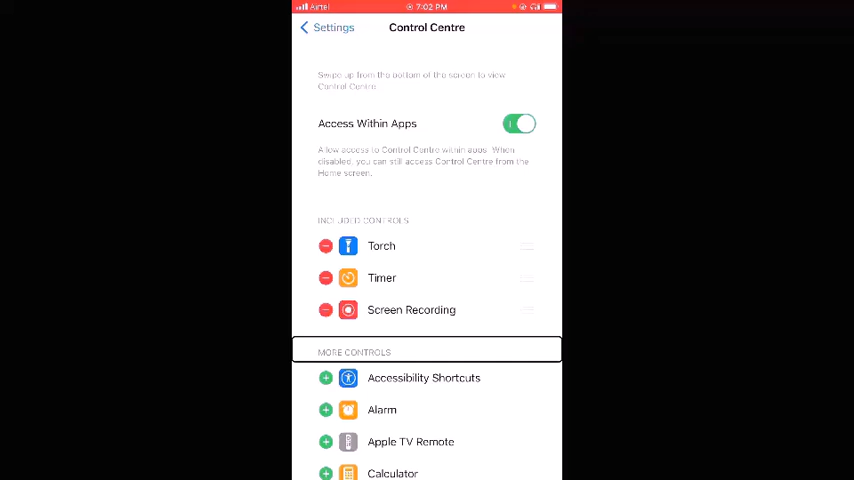 Airtel
7:02 PM
Settings
Control Centre
Swipe up from the bottom of the screen to view
Control Centre.
Access Within Apps
Allow access to Control Centre within apps. When
disabled, you can still access Control Centre from the
Home screen.
INCLUDED CONTROLS
Torch
Timer
Screen Recording
MORE CONTROLS
Accessibility Shortcuts
Alarm
Apple TV Remote
Calculator